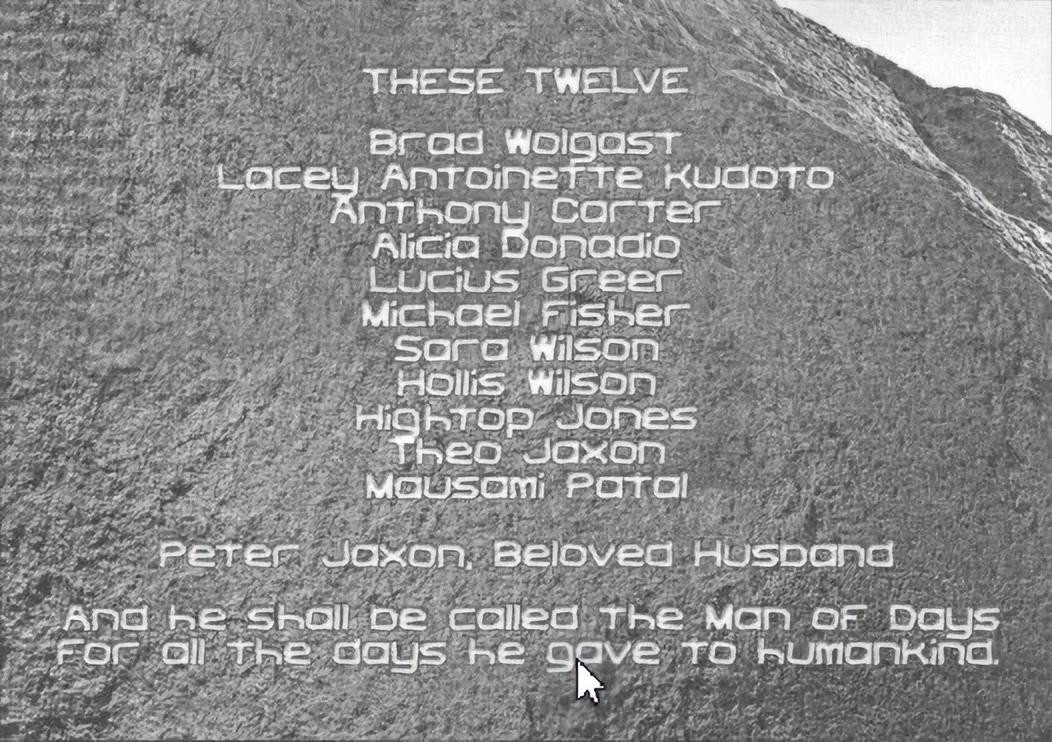 THESE TWELVE
Brad Wolgast
Lacey Antoinette Kudoto
Anthony Carter
Alicia Donadio
Lucius Greer
Michael Fisher
Sara Wilson
Hollis Wilson
Hightop Jones
Theo Jaxon
Mausami Patal
Peter Jaxon, Beloved Husband
And he shall be called the Man of Days
For all the days he gave to humankind.